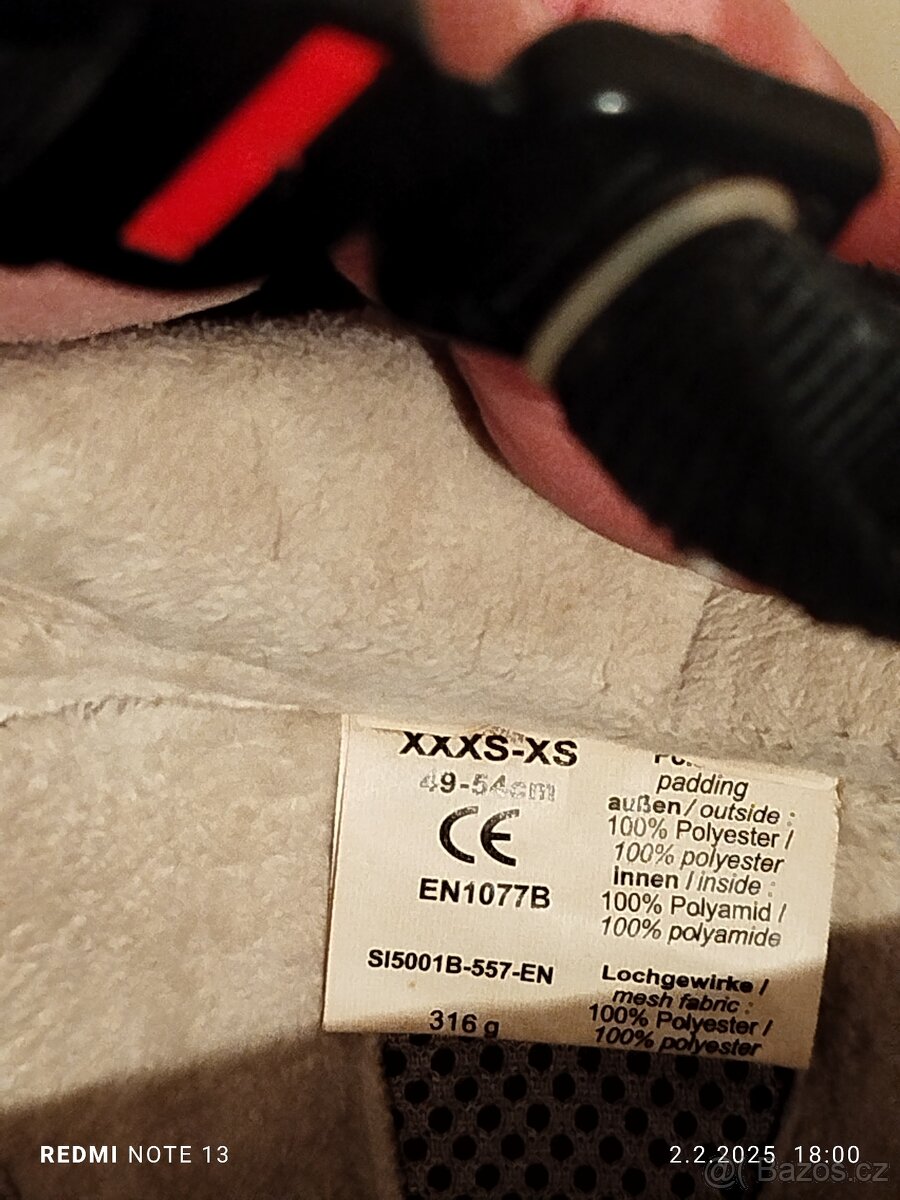 XXXS-XS
49-54cm
CE
EN1077B
SI5001B-557-EN
316 g
padding
außen / outside :
100% Polyester /
100% polyester
innen / inside :
100% Polyamid /
100% polyamide
Lochgewirke /
mesh fabric :
100% Polyester /
100% polyester
REDMI NOTE 13
2.2.2025 18:00
Bazos.cz